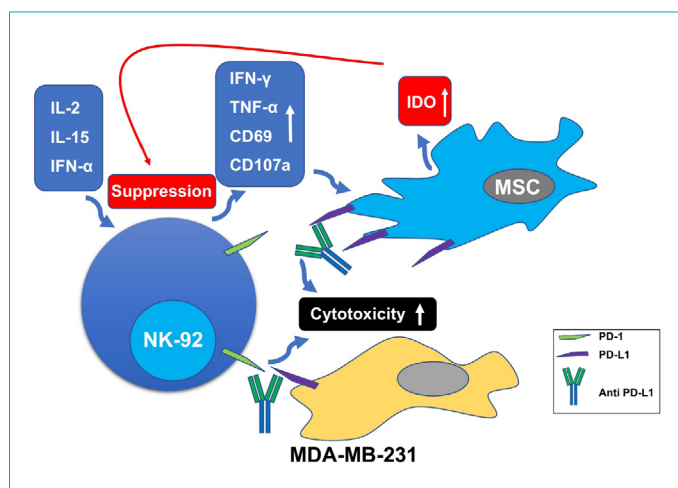 IL-2
IL-15
IFN-α
Suppression
IFN-γ
TNF-α
CD69
CD107a
IDO
MSC
NK-92
Cytotoxicity
MDA-MB-231
PD-1
PD-L1
Anti PD-L1